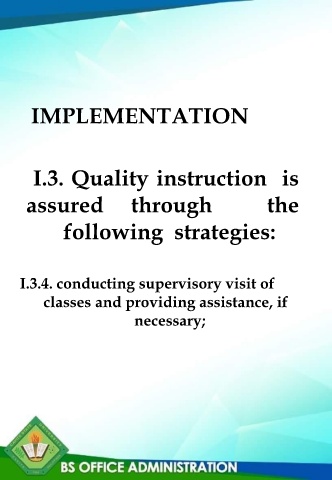 IMPLEMENTATION
I.3. Quality instruction is
assured through the
following strategies:
I.3.4. conducting supervisory visit of
classes and providing assistance, if
necessary;
BS OFFICE ADMINISTRATION